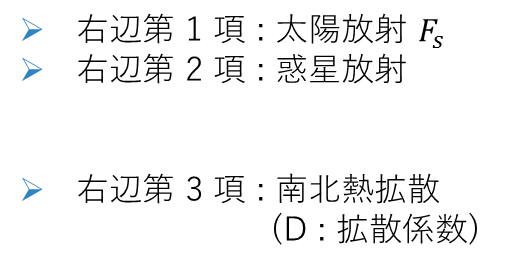 ➢ 右辺第 1 項 : 太陽放射 Fₛ
➢ 右辺第 2 項 : 惑星放射
➢ 右辺第 3 項 : 南北熱拡散
（D : 拡散係数）